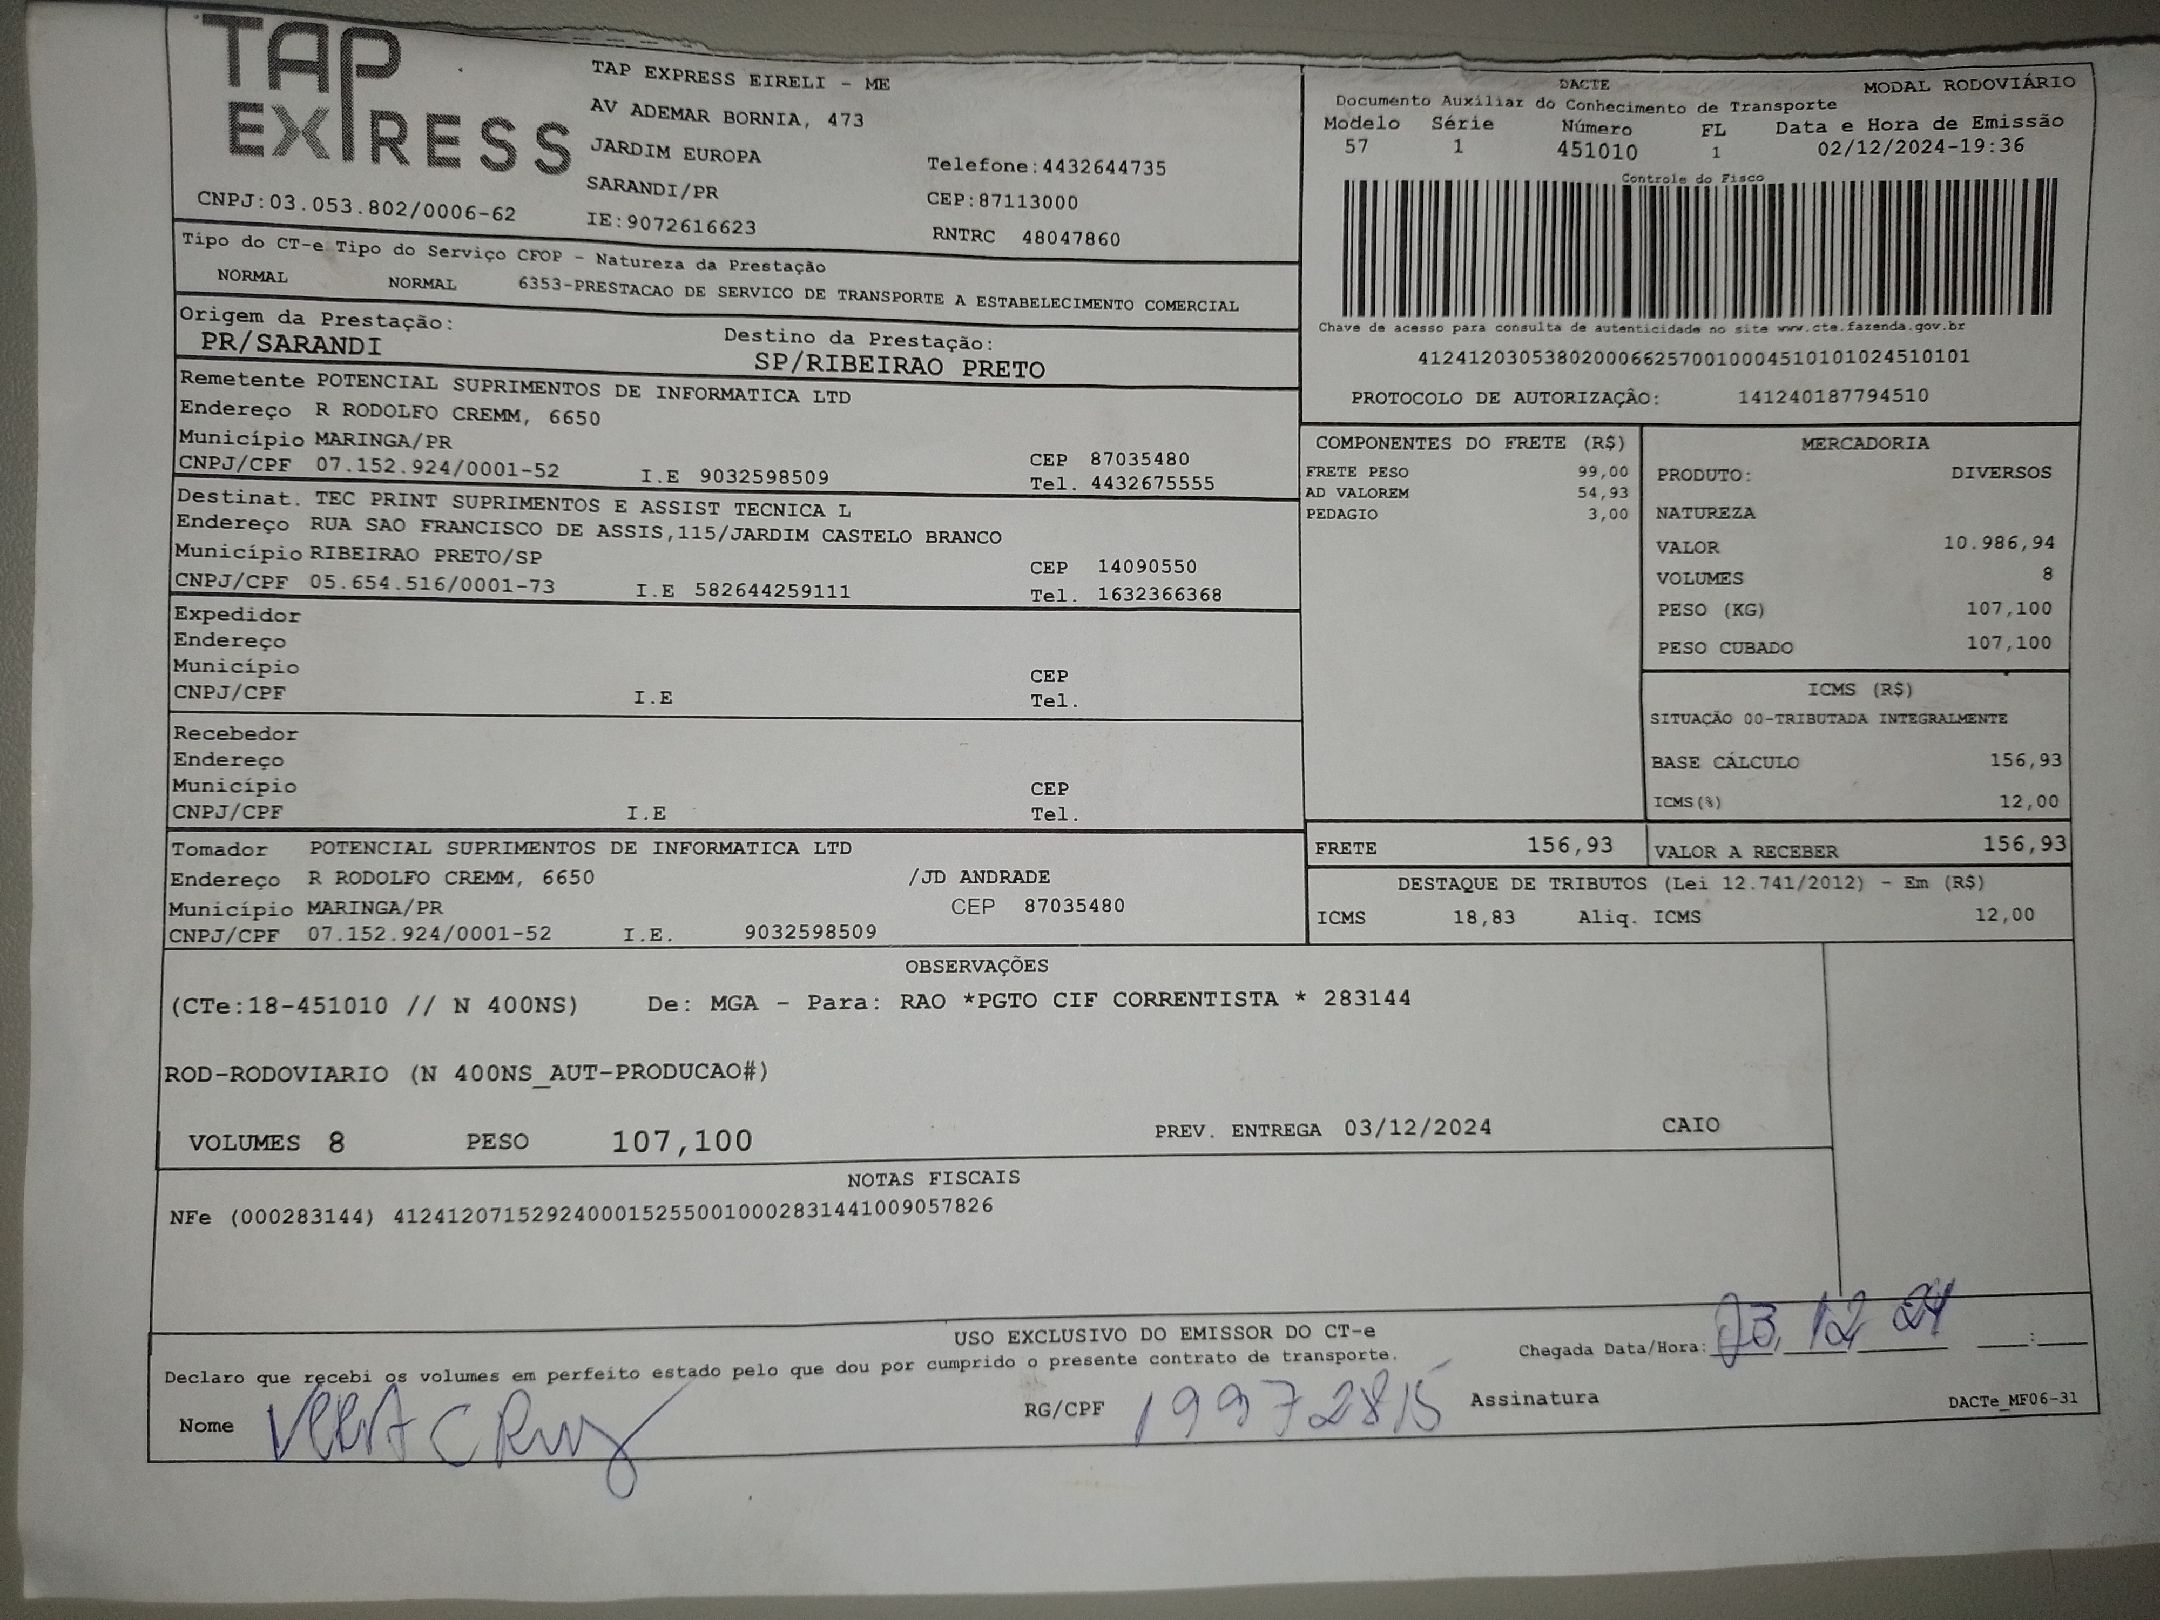 TAP EXPRESS
TAP EXPRESS EIRELI - ME
AV ADEMAR BORNIA, 473
JARDIM EUROPA
SARANDI/PR
IE:9072616623
Telefone:4432644735
CEP:87113000
RNTRC 48047860
CNPJ:03.053.802/0006-62
DACTE MODAL RODOVIÁRIO
Documento Auxiliar do Conhecimento de Transporte
Modelo Série Número FL Data e Hora de Emissão
57 1 451010 1 02/12/2024-19:36
Controle do Fisco
Chave de acesso para consulta de autenticidade no site www.cte.fazenda.gov.br
41241203053802000662570010004510101024510101
PROTOCOLO DE AUTORIZAÇÃO: 141240187794510
Tipo do CT-e Tipo do Serviço CFOP - Natureza da Prestação
NORMAL NORMAL 6353-PRESTACAO DE SERVICO DE TRANSPORTE A ESTABELECIMENTO COMERCIAL
Origem da Prestação: Destino da Prestação:
PR/SARANDI SP/RIBEIRAO PRETO
Remetente POTENCIAL SUPRIMENTOS DE INFORMATICA LTD
Endereço R RODOLFO CREMM, 6650
Município MARINGA/PR CEP 87035480
CNPJ/CPF 07.152.924/0001-52 I.E 9032598509 Tel. 4432675555
Destinat. TEC PRINT SUPRIMENTOS E ASSIST TECNICA L
Endereço RUA SAO FRANCISCO DE ASSIS,115/JARDIM CASTELO BRANCO
Município RIBEIRAO PRETO/SP CEP 14090550
CNPJ/CPF 05.654.516/0001-73 I.E 582644259111 Tel. 1632366368
Expedidor
Endereço
Município CEP
CNPJ/CPF I.E Tel.
Recebedor
Endereço
Município CEP
CNPJ/CPF I.E Tel.
Tomador POTENCIAL SUPRIMENTOS DE INFORMATICA LTD
Endereço R RODOLFO CREMM, 6650 /JD ANDRADE
Município MARINGA/PR CEP 87035480
CNPJ/CPF 07.152.924/0001-52 I.E. 9032598509
COMPONENTES DO FRETE (R$)
FRETE PESO 99,00
AD VALOREM 54,93
PEDAGIO 3,00
MERCADORIA
PRODUTO: DIVERSOS
NATUREZA
VALOR 10.986,94
VOLUMES 8
PESO (KG) 107,100
PESO CUBADO 107,100
ICMS (R$)
SITUAÇÃO 00-TRIBUTADA INTEGRALMENTE
BASE CÁLCULO 156,93
ICMS(%) 12,00
FRETE 156,93 VALOR A RECEBER 156,93
DESTAQUE DE TRIBUTOS (Lei 12.741/2012) - Em (R$)
ICMS 18,83 Aliq. ICMS 12,00
OBSERVAÇÕES
(CTe:18-451010 // N 400NS) De: MGA - Para: RAO *PGTO CIF CORRENTISTA * 283144
ROD-RODOVIARIO (N 400NS_AUT-PRODUCAO#)
VOLUMES 8 PESO 107,100 PREV. ENTREGA 03/12/2024 CAIO
NOTAS FISCAIS
NFe (000283144) 41241207152924000152550010002831441009057826
USO EXCLUSIVO DO EMISSOR DO CT-e
Declaro que recebi os volumes em perfeito estado pelo que dou por cumprido o presente contrato de transporte. Chegada Data/Hora: 03 12 24 ____:____
Nome VERA CRUZ RG/CPF 19972815 Assinatura DACTe_MF06-31